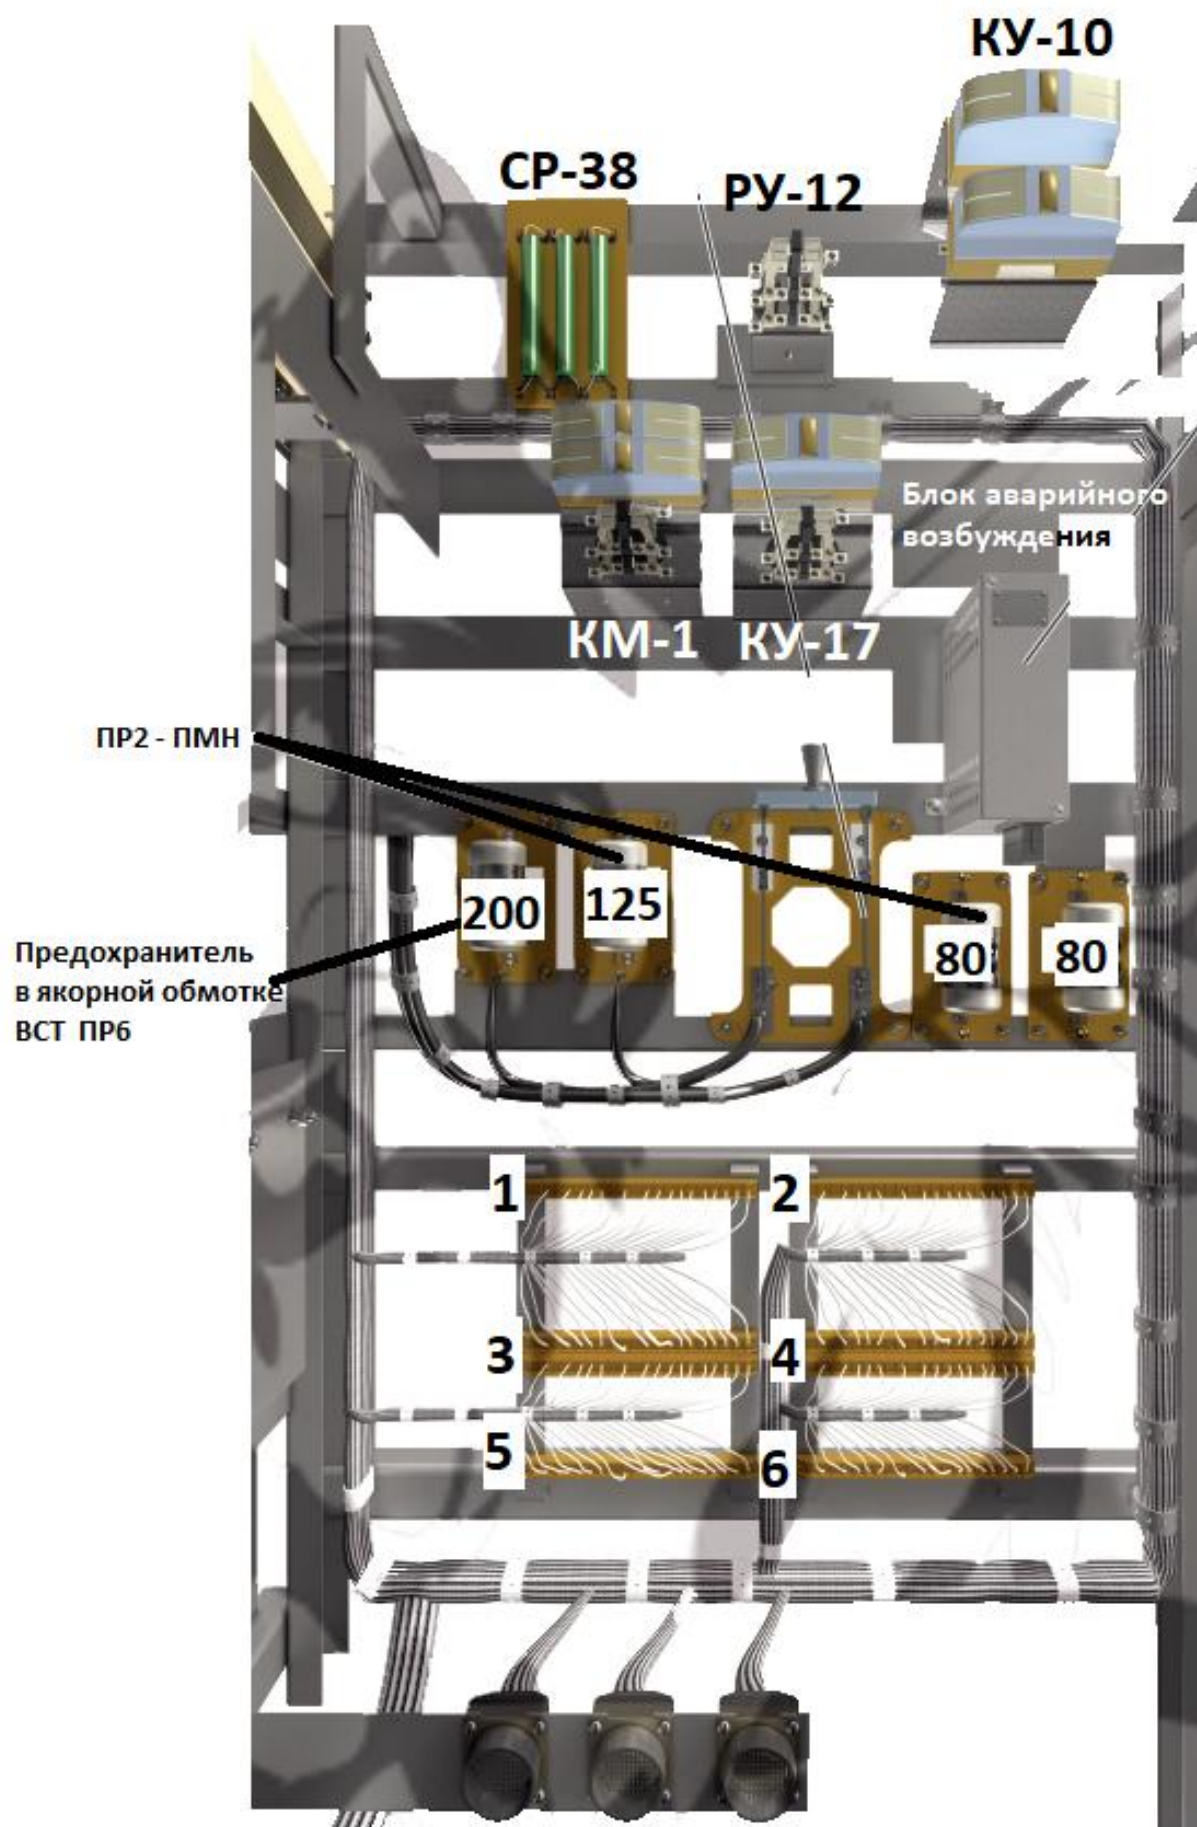 КУ-10
СР-38
РУ-12
Блок аварийного
возбуждения
КМ-1
КУ-17
ПР2 - ПМН
200
125
80
80
Предохранитель
в якорной обмотке
ВСТ ПР6
1
2
3
4
5
6